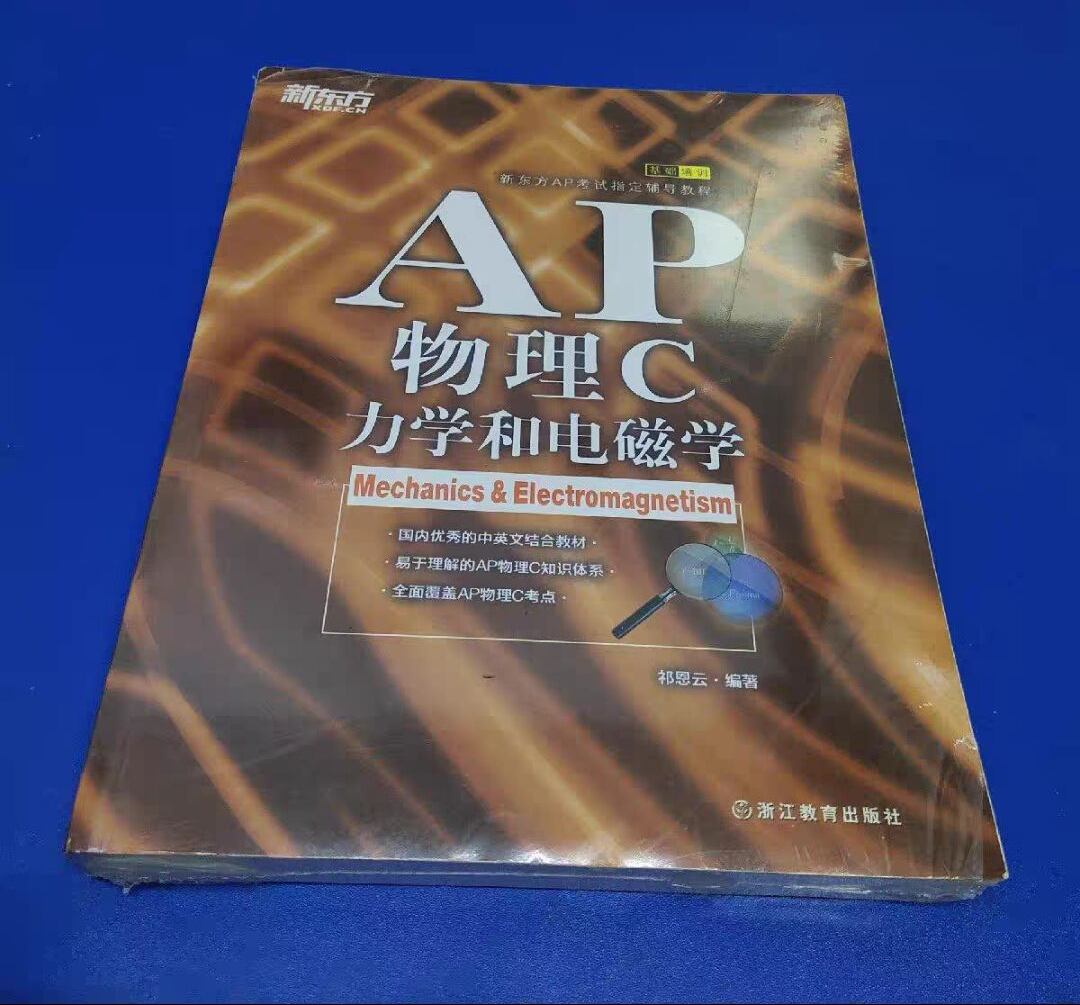 新东方
XDF.CN
基础培训
新东方AP考试指定辅导教程
AP
物理C
力学和电磁学
Mechanics & Electromagnetism
·国内优秀的中英文结合教材·
·易于理解的AP物理C知识体系·
·全面覆盖AP物理C考点·
祁恩云·编著
浙江教育出版社